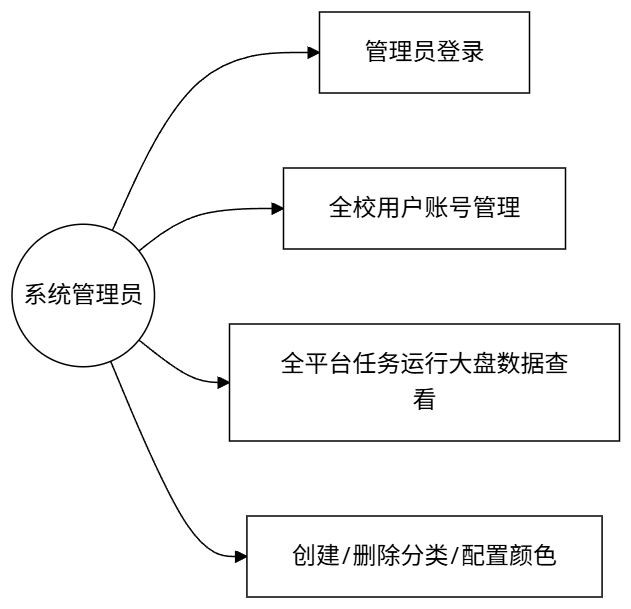 管理员登录
全校用户账号管理
系统管理员
全平台任务运行大盘数据查
看
创建/删除分类/配置颜色